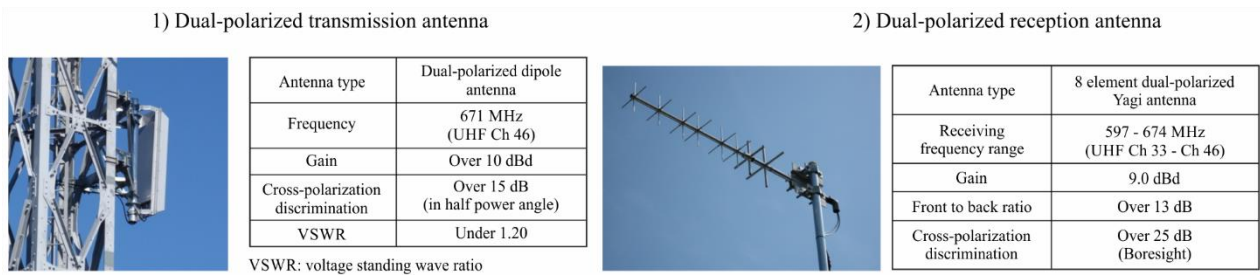 1) Dual-polarized transmission antenna
Antenna type
Dual-polarized dipole
antenna
Frequency
671 MHz
(UHF Ch 46)
Gain
Over 10 dBd
Cross-polarization
discrimination
Over 15 dB
(in half power angle)
VSWR
Under 1.20
VSWR: voltage standing wave ratio
2) Dual-polarized reception antenna
Antenna type
8 element dual-polarized
Yagi antenna
Receiving
frequency range
597 - 674 MHz
(UHF Ch 33 - Ch 46)
Gain
9.0 dBd
Front to back ratio
Over 13 dB
Cross-polarization
discrimination
Over 25 dB
(Boresight)